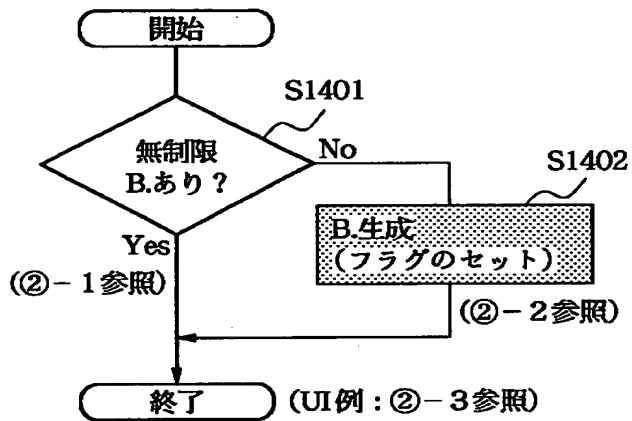 開始
S1401
無制限
B.あり?
No
S1402
B.生成
(フラグのセット)
Yes
(②-1参照)
(②-2参照)
終了
(UI例:②-3参照)